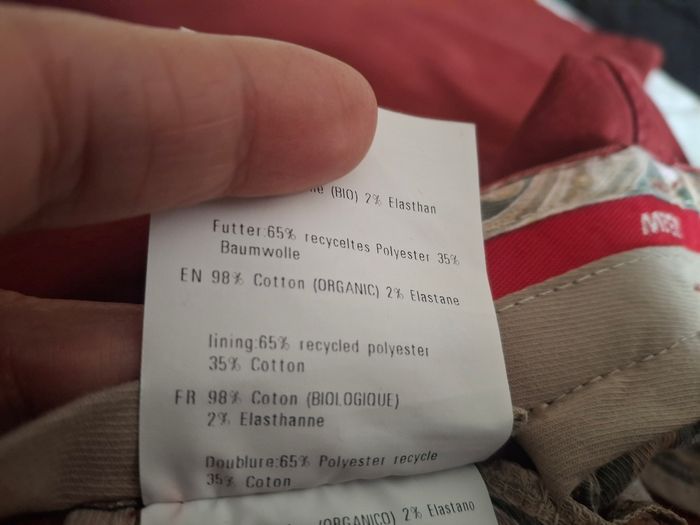 (BIO) 2% Elasthan
Futter:65% recyceltes Polyester 35%
Baumwolle
EN 98% Cotton (ORGANIC) 2% Elastane
lining:65% recycled polyester
35% Cotton
FR 98% Coton (BIOLOGIQUE)
2% Elasthanne
Doublure:65% Polyester recycle
35% Coton
(ORGANICO) 2% Elastano